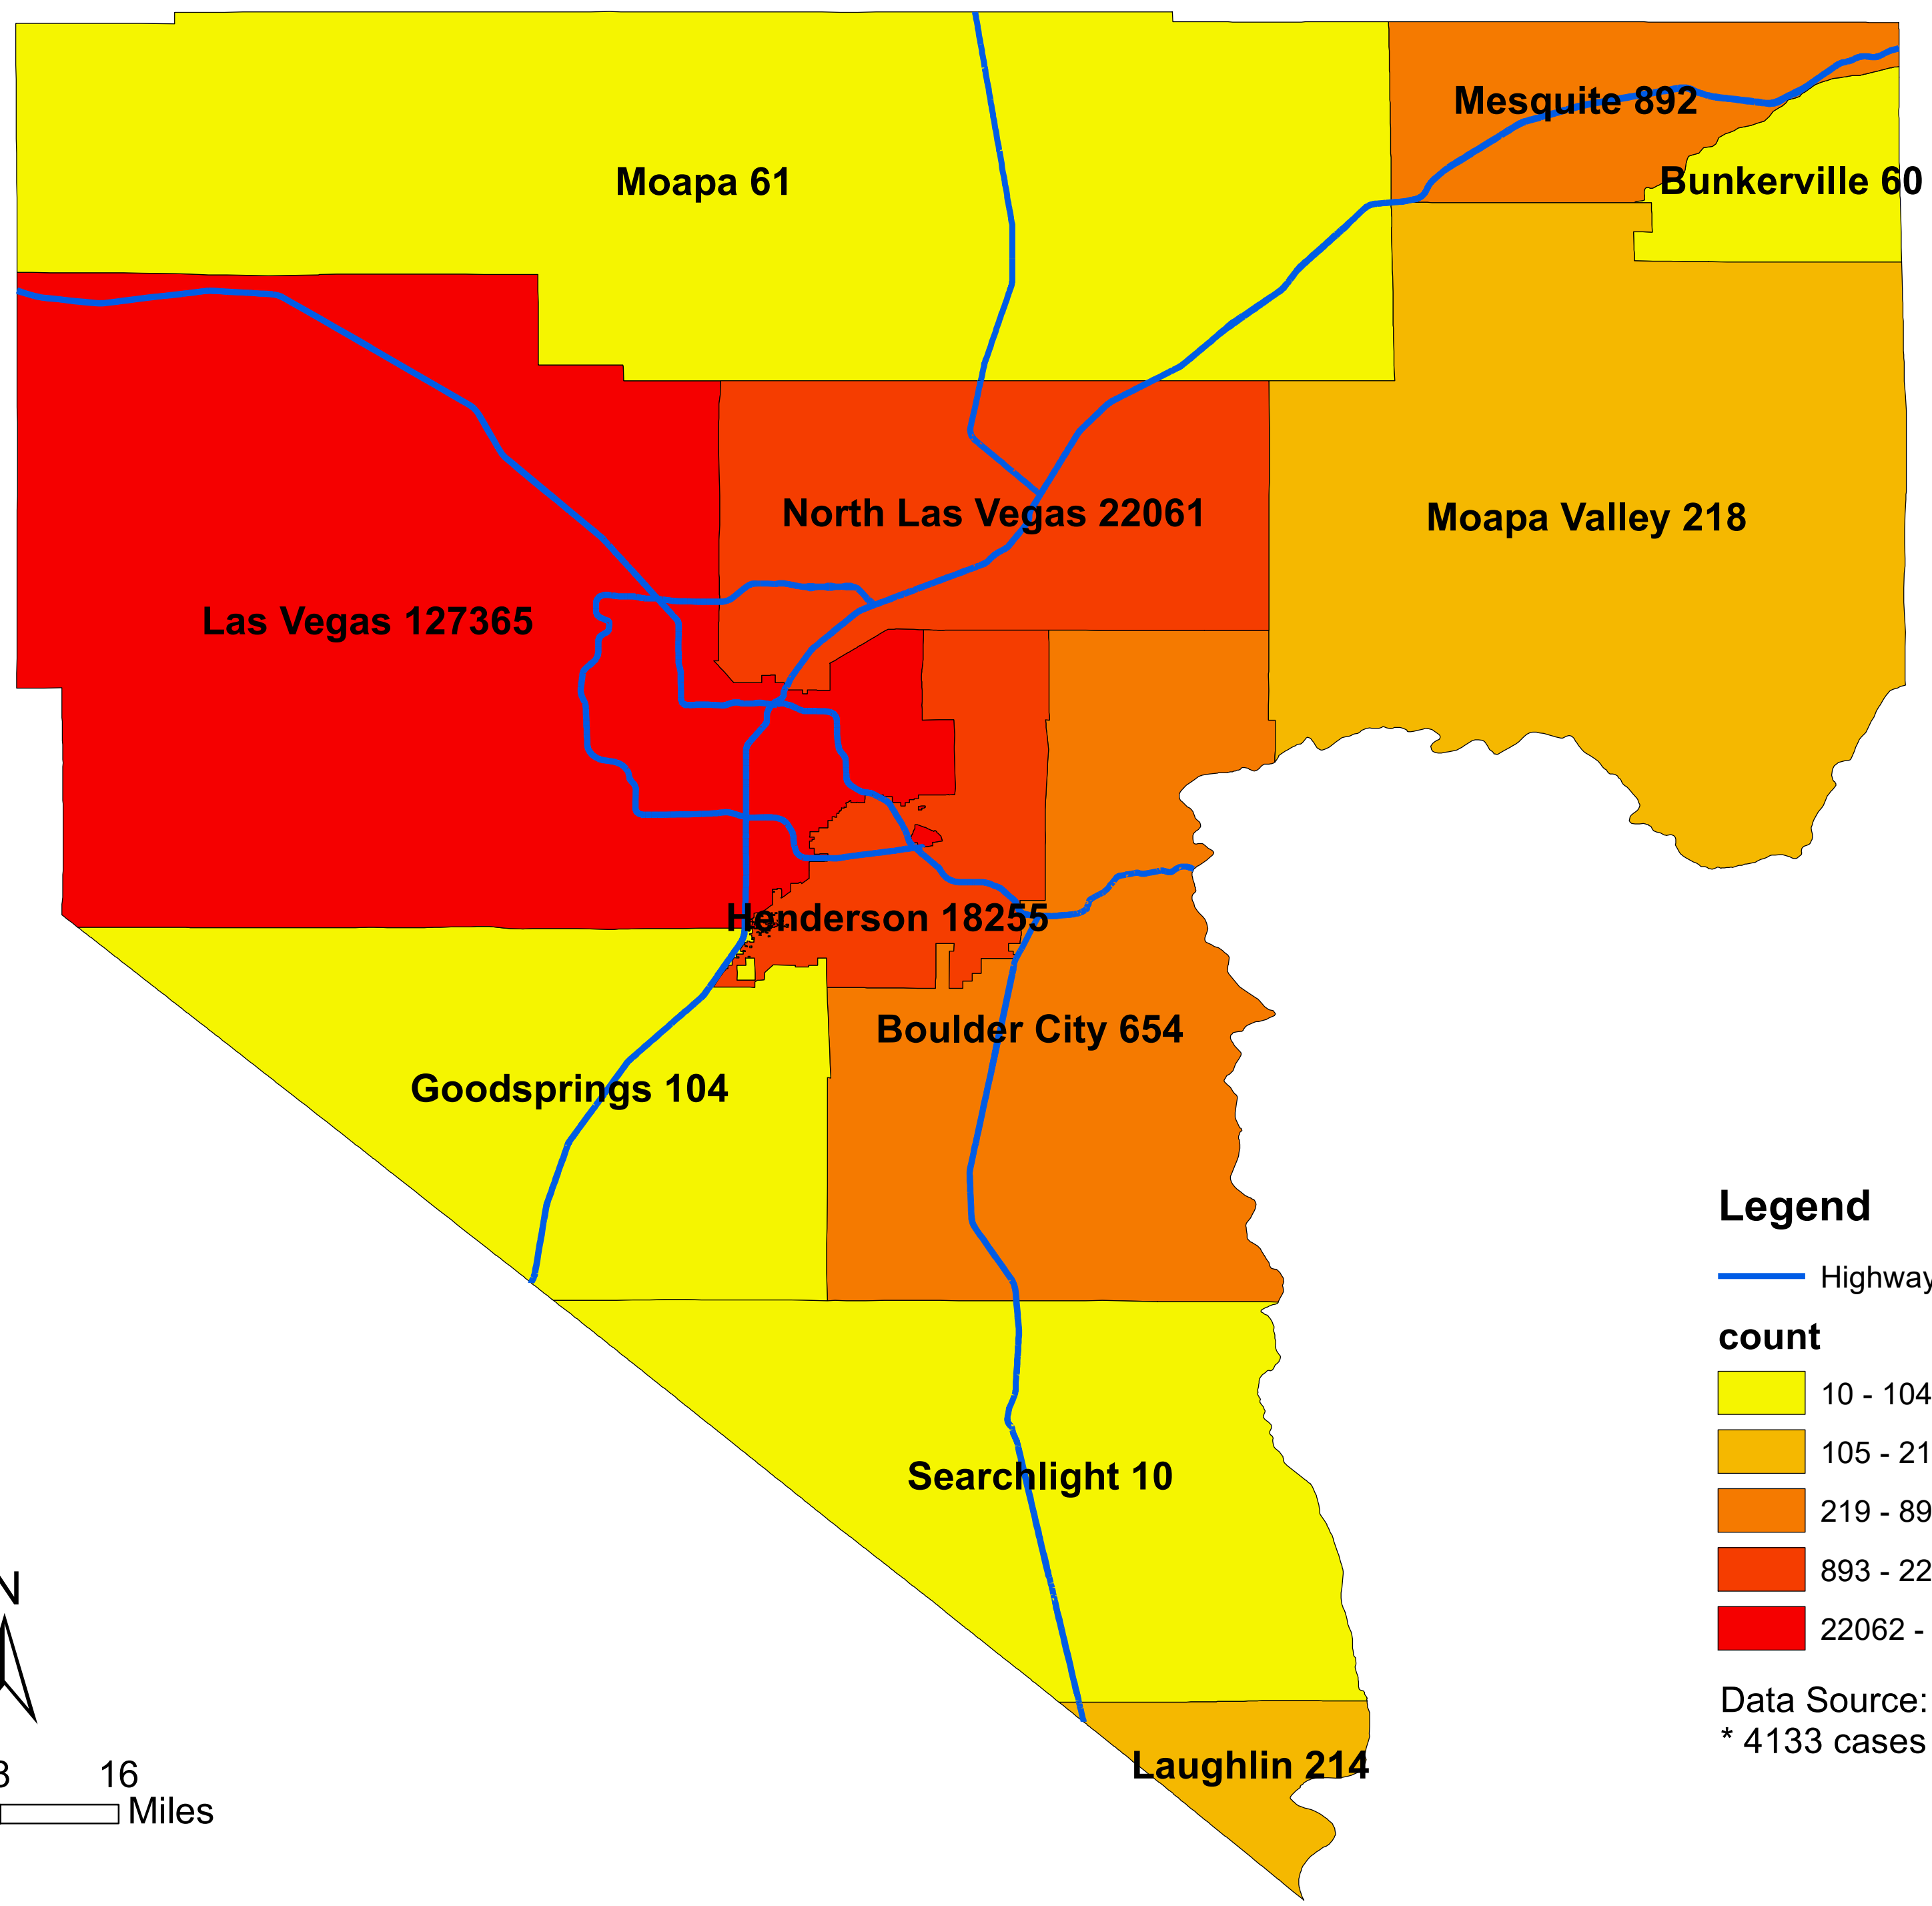 Mesquite 892
Moapa 61
Bunkerville 60
North Las Vegas 22061
Moapa Valley 218
Las Vegas 127365
Henderson 18255
Boulder City 654
Goodsprings 104
Legend
Highway
count
10 - 104
105 - 21
219 - 89
893 - 22
22062 -
Searchlight 10
N
Data Source:
* 4133 cases
Laughlin 214
16
Miles